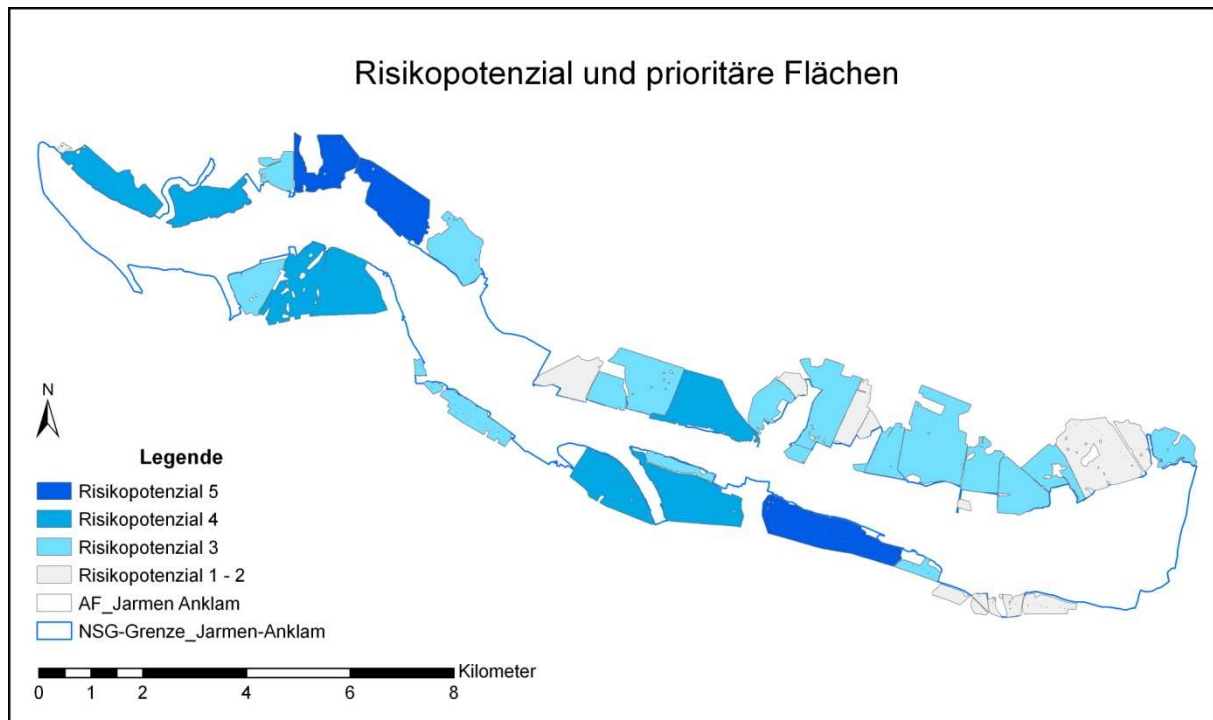 Risikopotenzial und prioritäre Flächen
N
Legende
Risikopotenzial 5
Risikopotenzial 4
Risikopotenzial 3
Risikopotenzial 1 - 2
AF_Jarmen Anklam
NSG-Grenze_Jarmen-Anklam
Kilometer
0 1 2 4 6 8